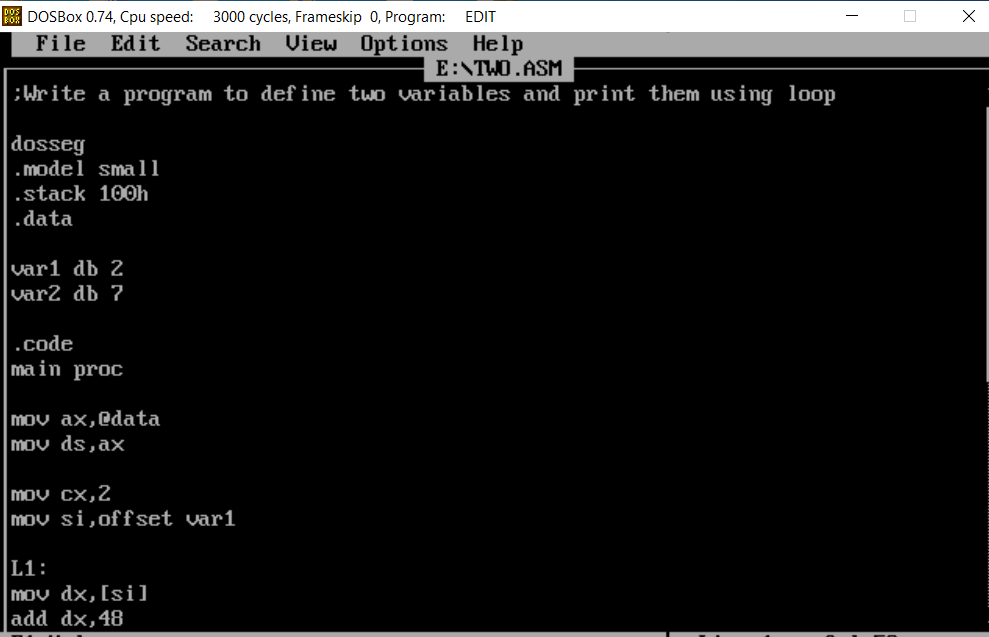 DOSBox 0.74, Cpu speed: 3000 cycles, Frameskip 0, Program: EDIT
File Edit Search View Options Help
E:\TWO.ASM
;Write a program to define two variables and print them using loop
dosseg
.model small
.stack 100h
.data
var1 db 2
var2 db 7
.code
main proc
mov ax,@data
mov ds,ax
mov cx,2
mov si,offset var1
L1:
mov dx,[si]
add dx,48